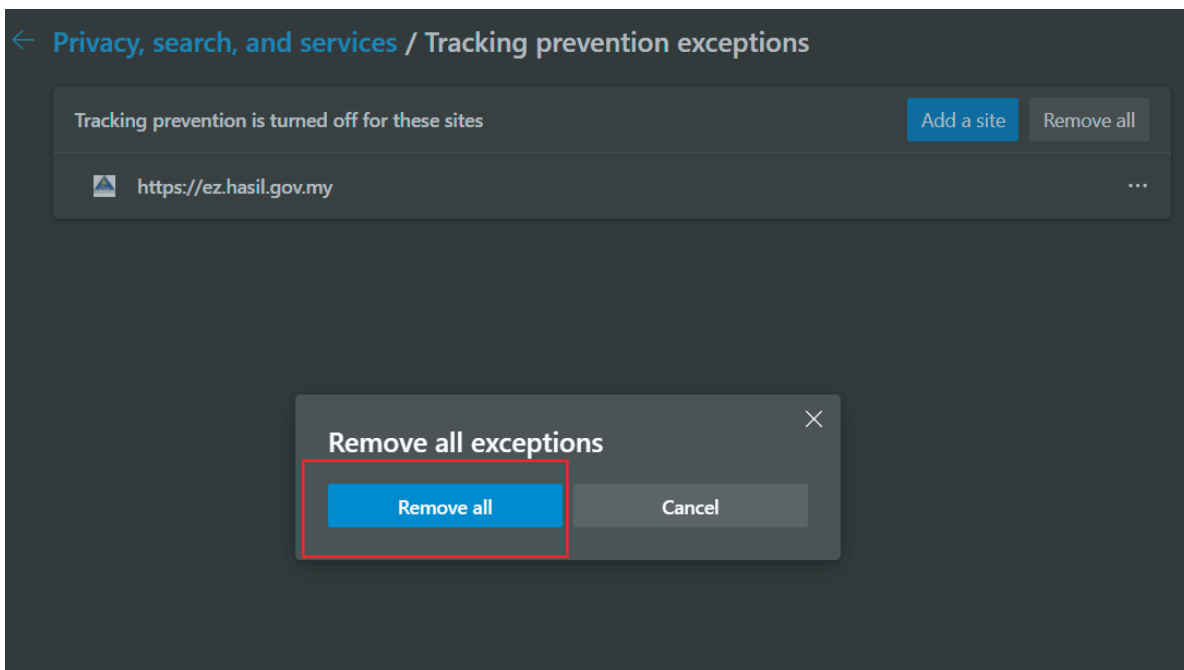 Privacy, search, and services / Tracking prevention exceptions
Tracking prevention is turned off for these sites
Add a site
Remove all
https://ez.hasil.gov.my
Remove all exceptions
Remove all
Cancel